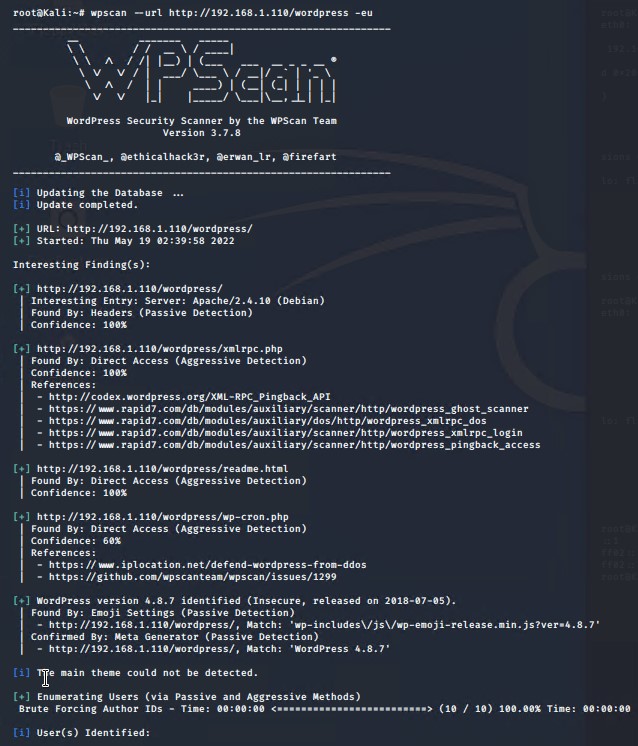 root@Kali:~# wpscan --url http://192.168.1.110/wordpress -eu
WPScan ®
WordPress Security Scanner by the WPScan Team
Version 3.7.8
@_WPScan_, @ethicalhack3r, @erwan_lr, @firefart
[i] Updating the Database ...
[i] Update completed.
[+] URL: http://192.168.1.110/wordpress/
[+] Started: Thu May 19 02:39:58 2022
Interesting Finding(s):
[+] http://192.168.1.110/wordpress/
| Interesting Entry: Server: Apache/2.4.10 (Debian)
| Found By: Headers (Passive Detection)
| Confidence: 100%
[+] http://192.168.1.110/wordpress/xmlrpc.php
| Found By: Direct Access (Aggressive Detection)
| Confidence: 100%
| References:
|  - http://codex.wordpress.org/XML-RPC_Pingback_API
|  - https://www.rapid7.com/db/modules/auxiliary/scanner/http/wordpress_ghost_scanner
|  - https://www.rapid7.com/db/modules/auxiliary/dos/http/wordpress_xmlrpc_dos
|  - https://www.rapid7.com/db/modules/auxiliary/scanner/http/wordpress_xmlrpc_login
|  - https://www.rapid7.com/db/modules/auxiliary/scanner/http/wordpress_pingback_access
[+] http://192.168.1.110/wordpress/readme.html
| Found By: Direct Access (Aggressive Detection)
| Confidence: 100%
[+] http://192.168.1.110/wordpress/wp-cron.php
| Found By: Direct Access (Aggressive Detection)
| Confidence: 60%
| References:
|  - https://www.iplocation.net/defend-wordpress-from-ddos
|  - https://github.com/wpscanteam/wpscan/issues/1299
[+] WordPress version 4.8.7 identified (Insecure, released on 2018-07-05).
| Found By: Emoji Settings (Passive Detection)
|  - http://192.168.1.110/wordpress/, Match: 'wp-includes\/js\/wp-emoji-release.min.js?ver=4.8.7'
| Confirmed By: Meta Generator (Passive Detection)
|  - http://192.168.1.110/wordpress/, Match: 'WordPress 4.8.7'
[i] The main theme could not be detected.
[+] Enumerating Users (via Passive and Aggressive Methods)
Brute Forcing Author IDs - Time: 00:00:00 <=========================> (10 / 10) 100.00% Time: 00:00:00
[i] User(s) Identified: